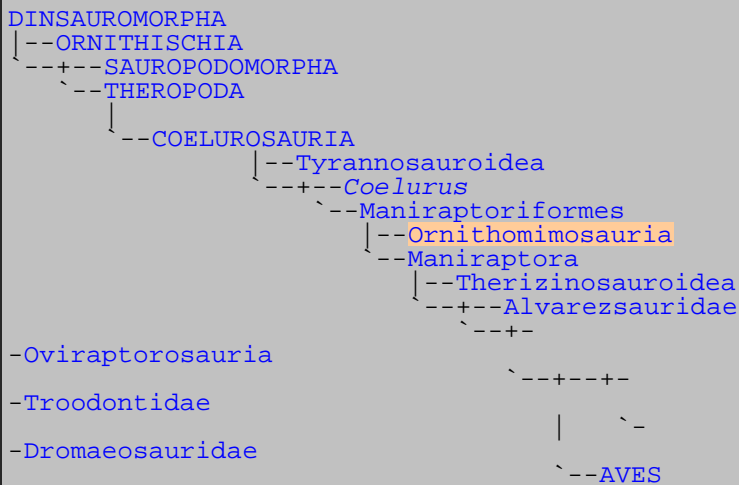 DINSAUROMORPHA
|--ORNITHISCHIA
`--+--SAUROPODOMORPHA
`--THEROPODA
|
`--COELUROSAURIA
|--Tyrannosauroidea
`--+--Coelurus
`--Maniraptoriformes
|--Ornithomimosauria
`--Maniraptora
|--Therizinosauroidea
`--+--Alvarezsauridae
`--+-
-Oviraptorosauria
`--+--+-
-Troodontidae
| `-
-Dromaeosauridae
`--AVES